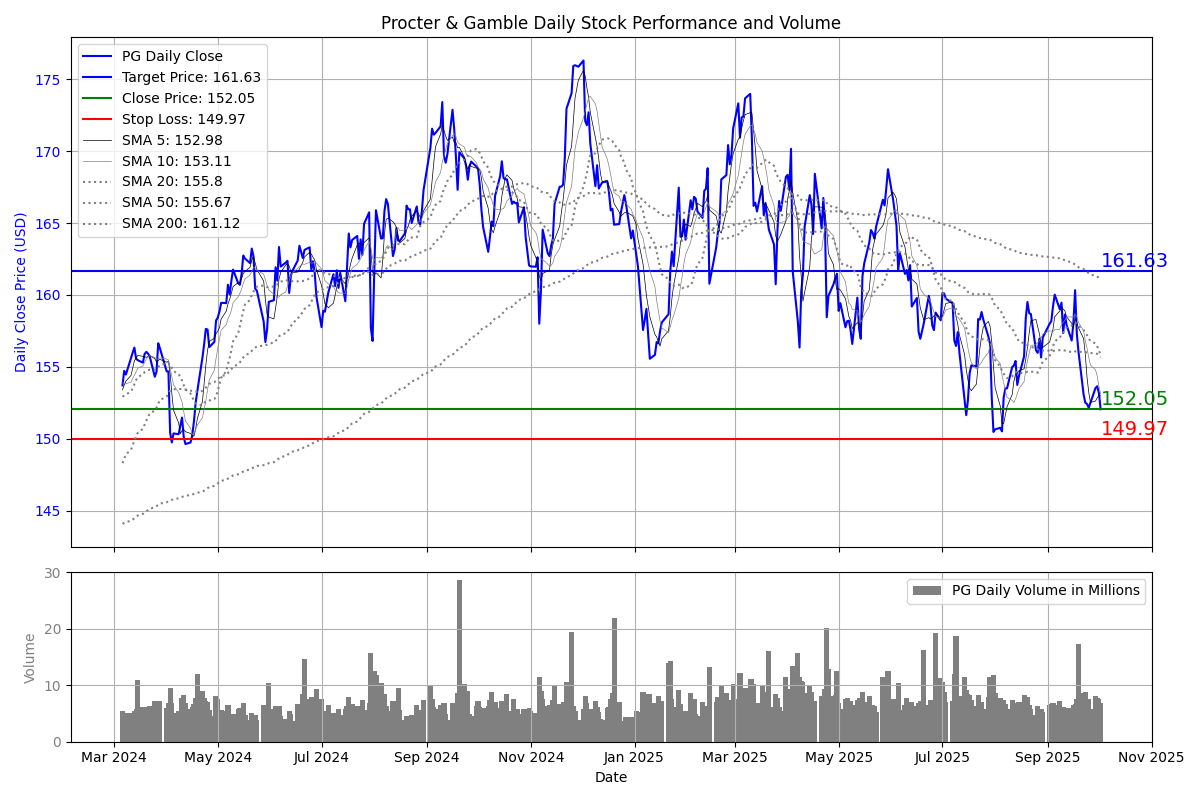 Procter & Gamble Daily Stock Performance and Volume
PG Daily Close
Target Price: 161.63
Close Price: 152.05
Stop Loss: 149.97
SMA 5: 152.98
SMA 10: 153.11
SMA 20: 155.8
SMA 50: 155.67
SMA 200: 161.12
Daily Close Price (USD)
175
170
165
160
155
150
145
161.63
152.05
149.97
PG Daily Volume in Millions
Volume
30
20
10
0
Mar 2024
May 2024
Jul 2024
Sep 2024
Nov 2024
Jan 2025
Mar 2025
May 2025
Jul 2025
Sep 2025
Nov 2025
Date